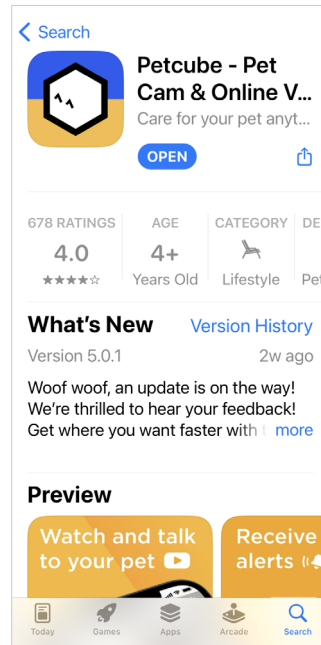 Search
Petcube - Pet
Cam & Online V...
Care for your pet anyt...
OPEN
678 RATINGS AGE CATEGORY DE
4.0 4+
Years Old Lifestyle Pet
What's New Version History
Version 5.0.1 2w ago
Woof woof, an update is on the way!
We're thrilled to hear your feedback!
Get where you want faster with more
Preview
Watch and talk
to your pet
Receive
alerts
Today Games Apps Arcade Search